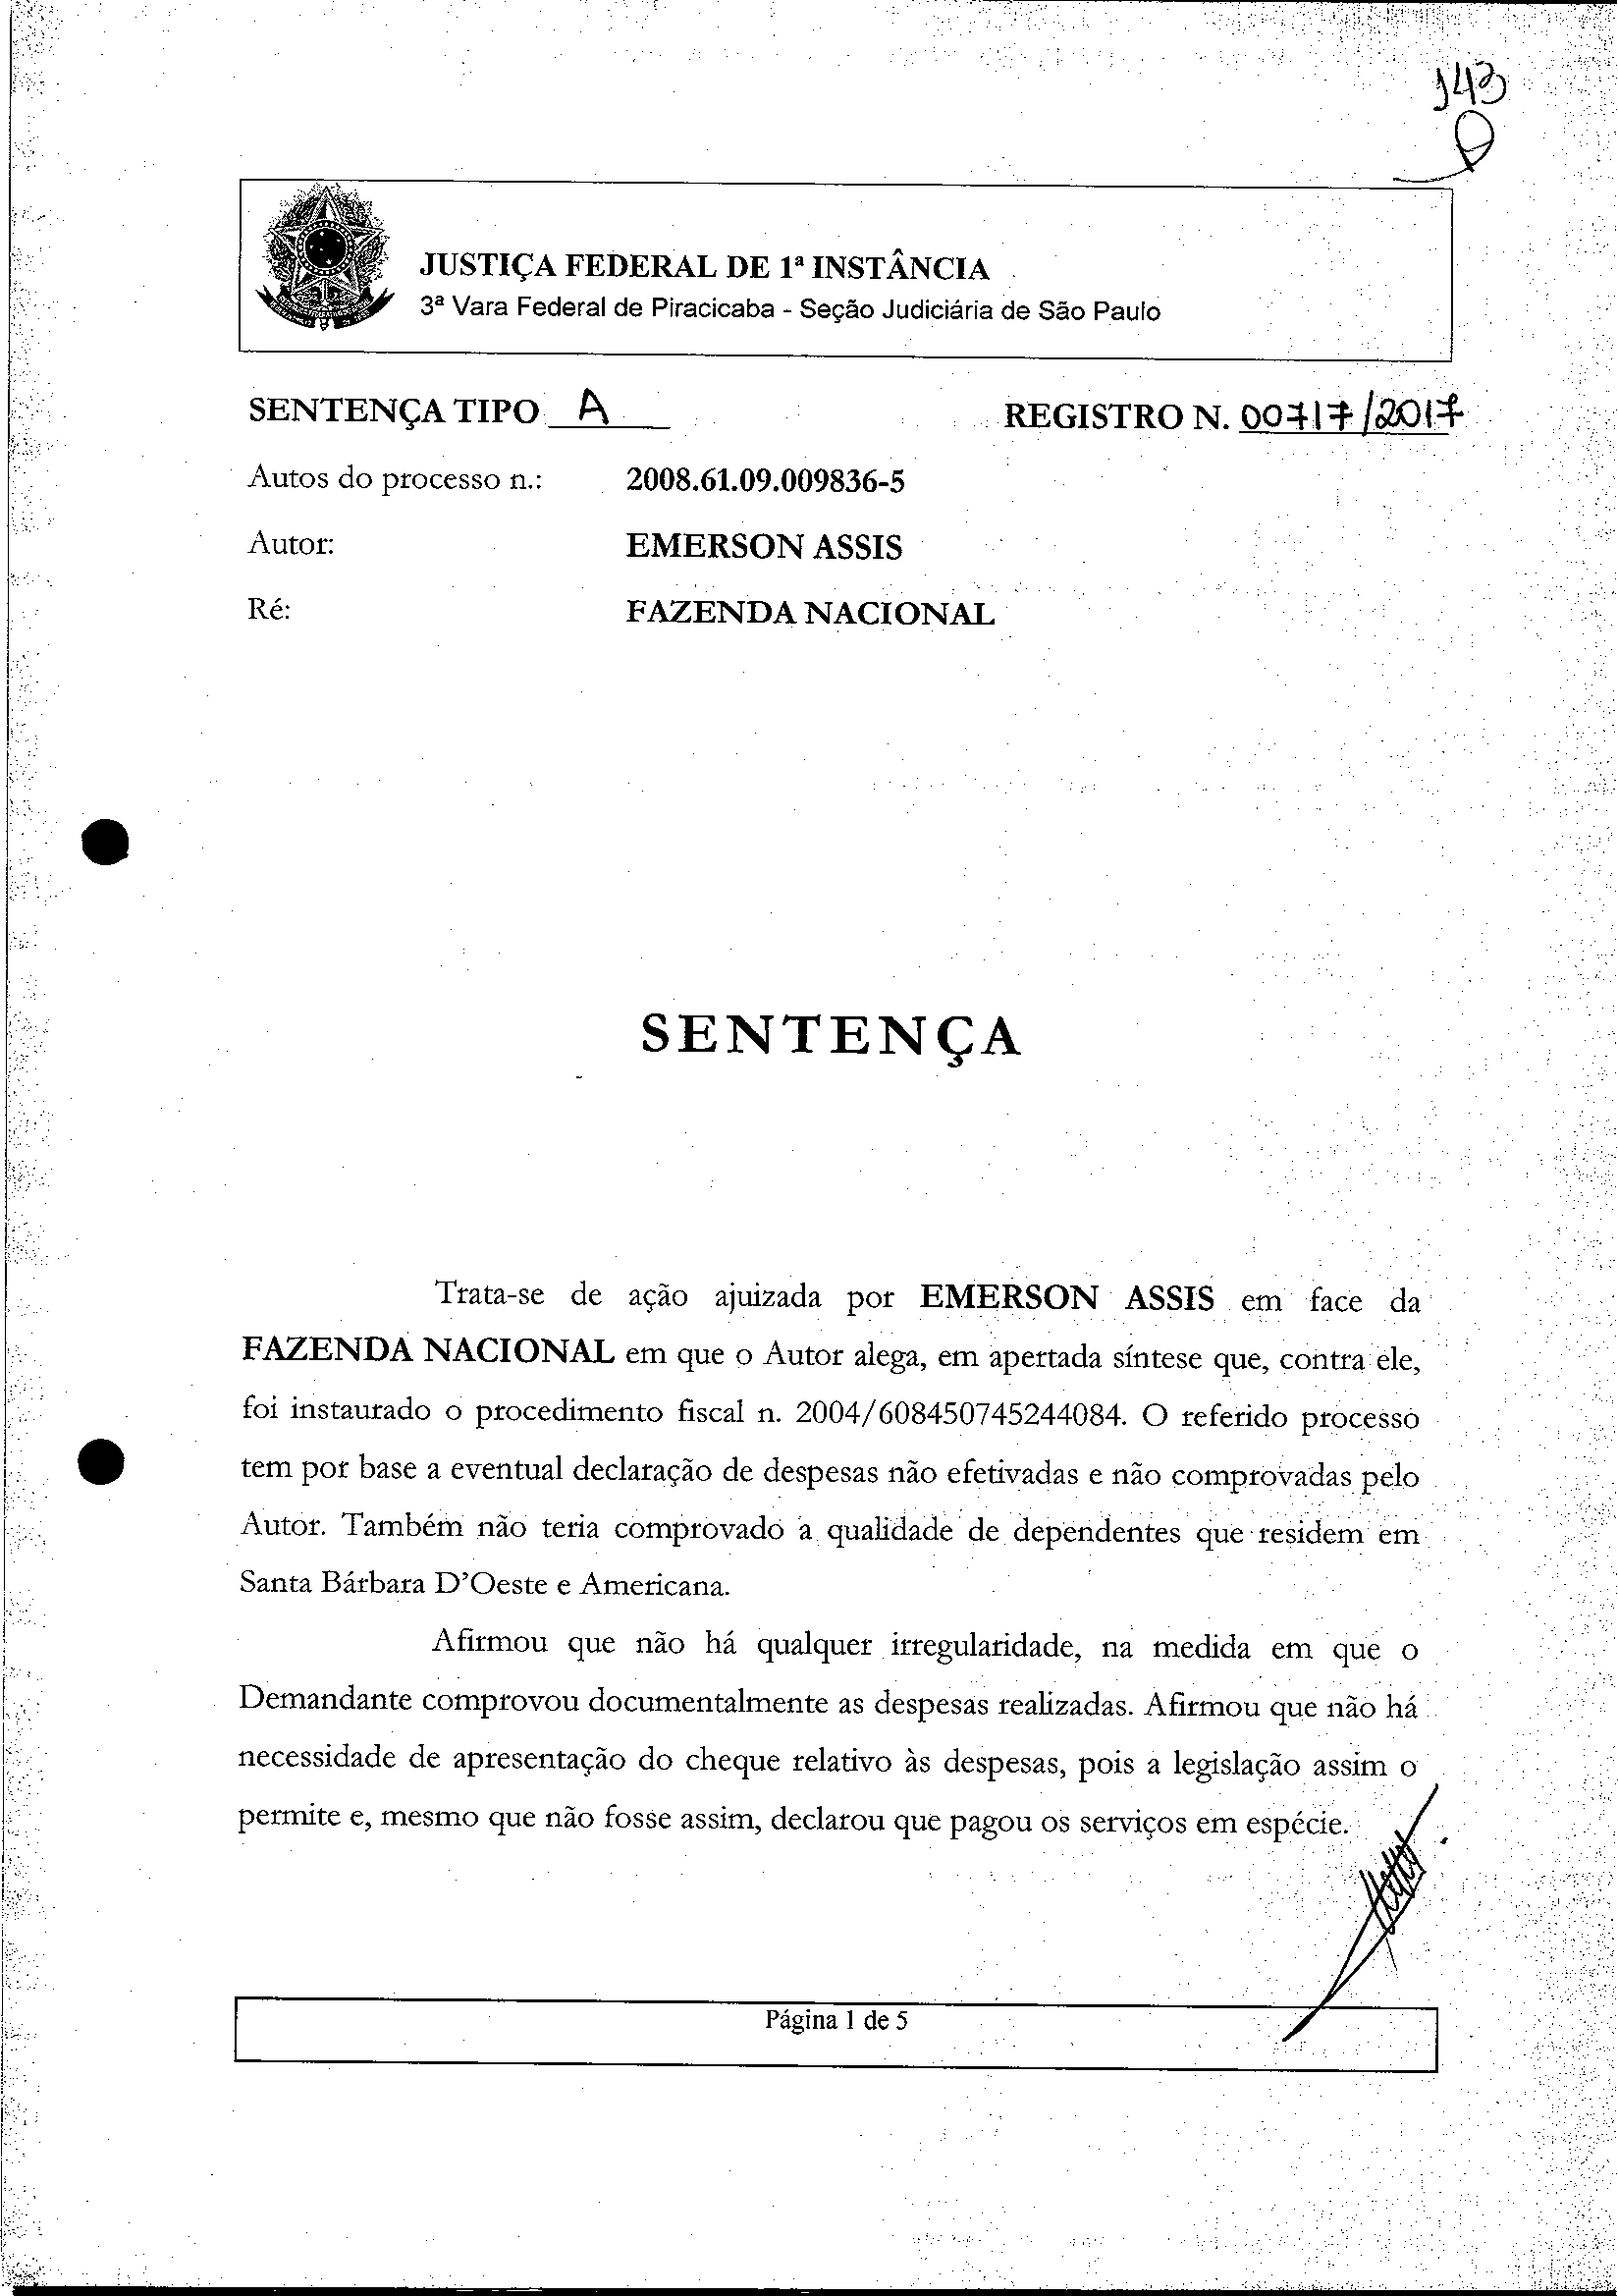 143
JUSTIÇA FEDERAL DE 1ª INSTÂNCIA
3ª Vara Federal de Piracicaba - Seção Judiciária de São Paulo
SENTENÇA TIPO A
REGISTRO N. 00717/2017
Autos do processo n.: 2008.61.09.009836-5
Autor: EMERSON ASSIS
Ré: FAZENDA NACIONAL
SENTENÇA
Trata-se de ação ajuizada por EMERSON ASSIS em face da
FAZENDA NACIONAL em que o Autor alega, em apertada síntese que, contra ele,
foi instaurado o procedimento fiscal n. 2004/608450745244084. O referido processo
tem por base a eventual declaração de despesas não efetivadas e não comprovadas pelo
Autor. Também não teria comprovado a qualidade de dependentes que residem em
Santa Bárbara D'Oeste e Americana.
Afirmou que não há qualquer irregularidade, na medida em que o
Demandante comprovou documentalmente as despesas realizadas. Afirmou que não há
necessidade de apresentação do cheque relativo às despesas, pois a legislação assim o
permite e, mesmo que não fosse assim, declarou que pagou os serviços em espécie.
Página 1 de 5